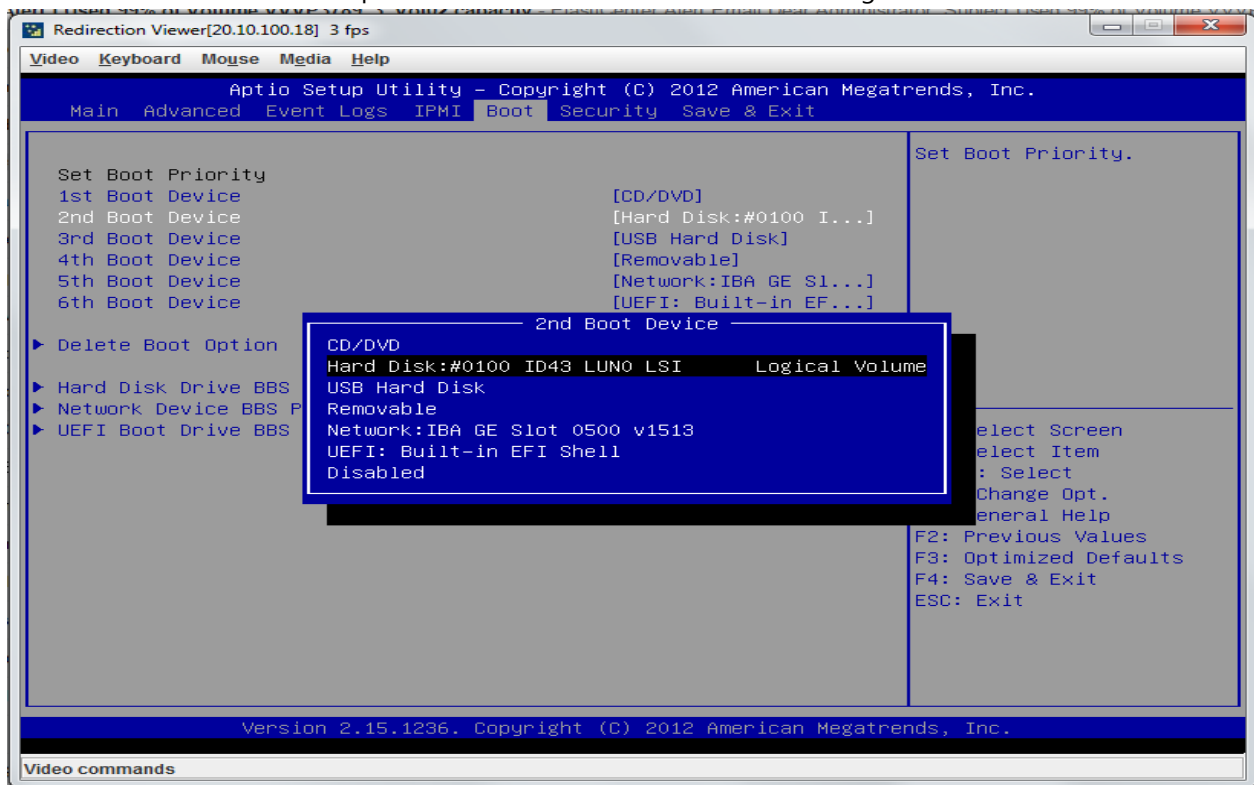 Redirection Viewer[20.10.100.18] 3 fps
Video Keyboard Mouse Media Help
Aptio Setup Utility – Copyright (C) 2012 American Megatrends, Inc.
Main Advanced Event Logs IPMI Boot Security Save & Exit
Set Boot Priority.
Set Boot Priority
1st Boot Device [CD/DVD]
2nd Boot Device [Hard Disk:#0100 I...]
3rd Boot Device [USB Hard Disk]
4th Boot Device [Removable]
5th Boot Device [Network:IBA GE Sl...]
6th Boot Device [UEFI: Built-in EF...]
2nd Boot Device
▶ Delete Boot Option
CD/DVD
Hard Disk:#0100 ID43 LUN0 LSI Logical Volume
▶ Hard Disk Drive BBS
USB Hard Disk
▶ Network Device BBS P
Removable
▶ UEFI Boot Drive BBS
Network:IBA GE Slot 0500 v1513
UEFI: Built-in EFI Shell
Disabled
elect Screen
elect Item
: Select
Change Opt.
eneral Help
F2: Previous Values
F3: Optimized Defaults
F4: Save & Exit
ESC: Exit
Version 2.15.1236. Copyright (C) 2012 American Megatrends, Inc.
Video commands